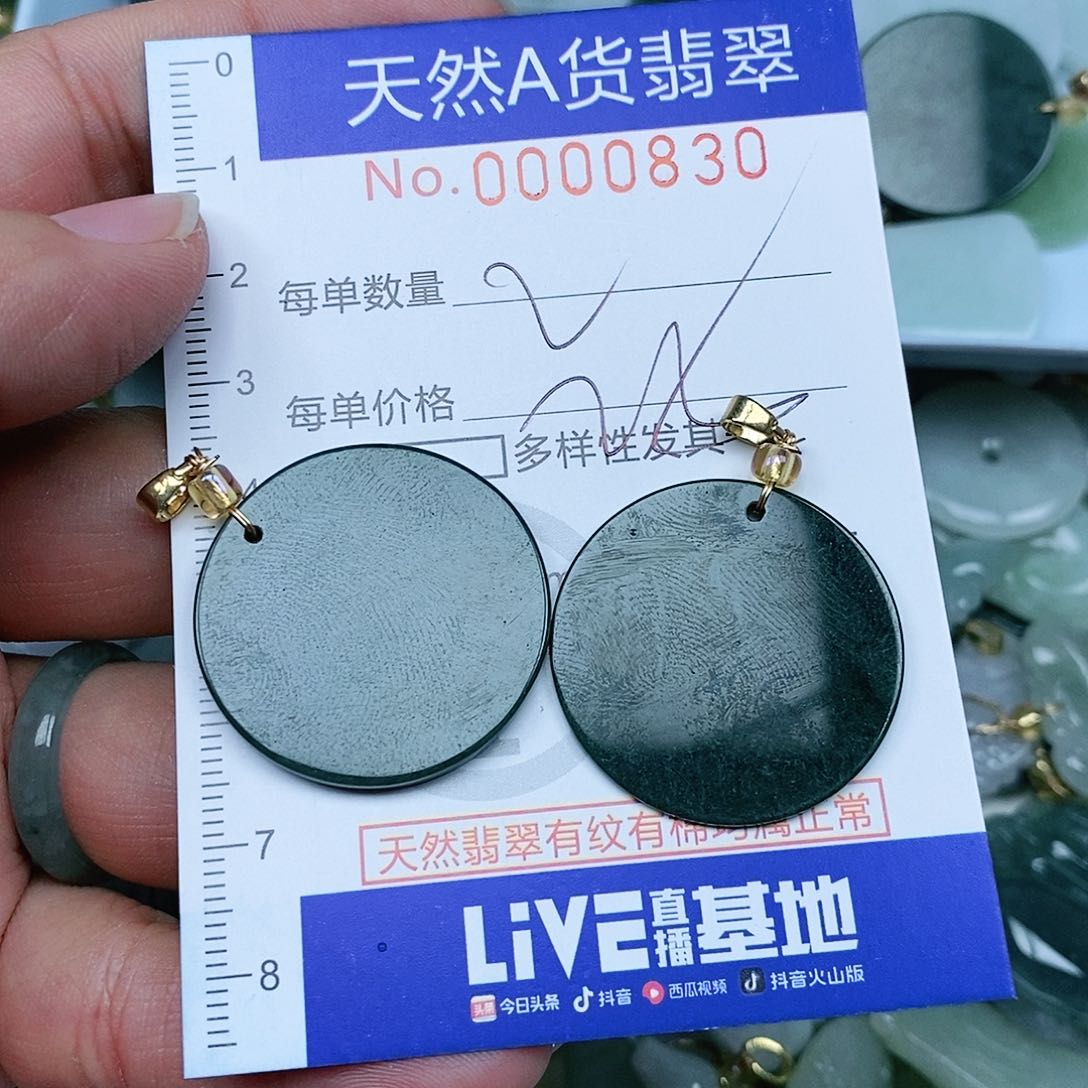 0
天然A货翡翠
No. 0000830
1
2
每单数量
3
每单价格
多样性发其
天然翡翠有纹有棉均属正常
7
LiVE直播基地
8
今日头条 抖音 西瓜视频 抖音火山版